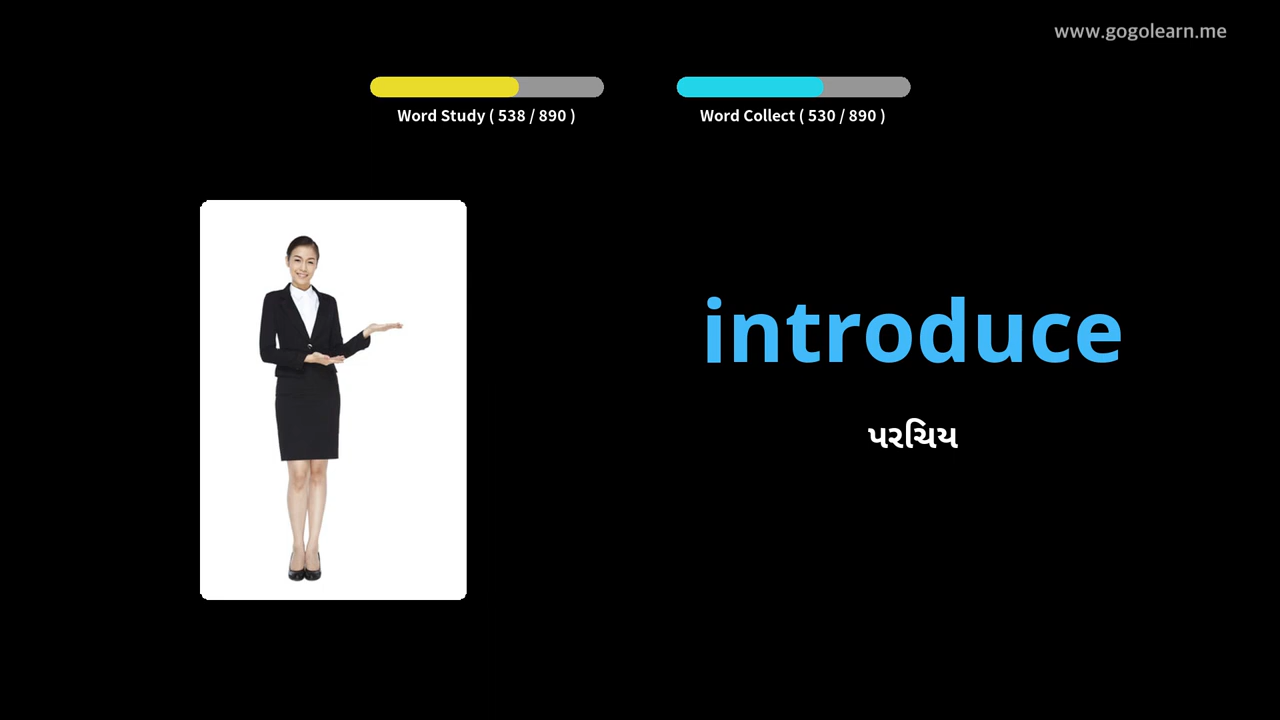 www.gogolearn.me
Word Study ( 538 / 890 )
Word Collect ( 530 / 890 )
introduce
પરિચય